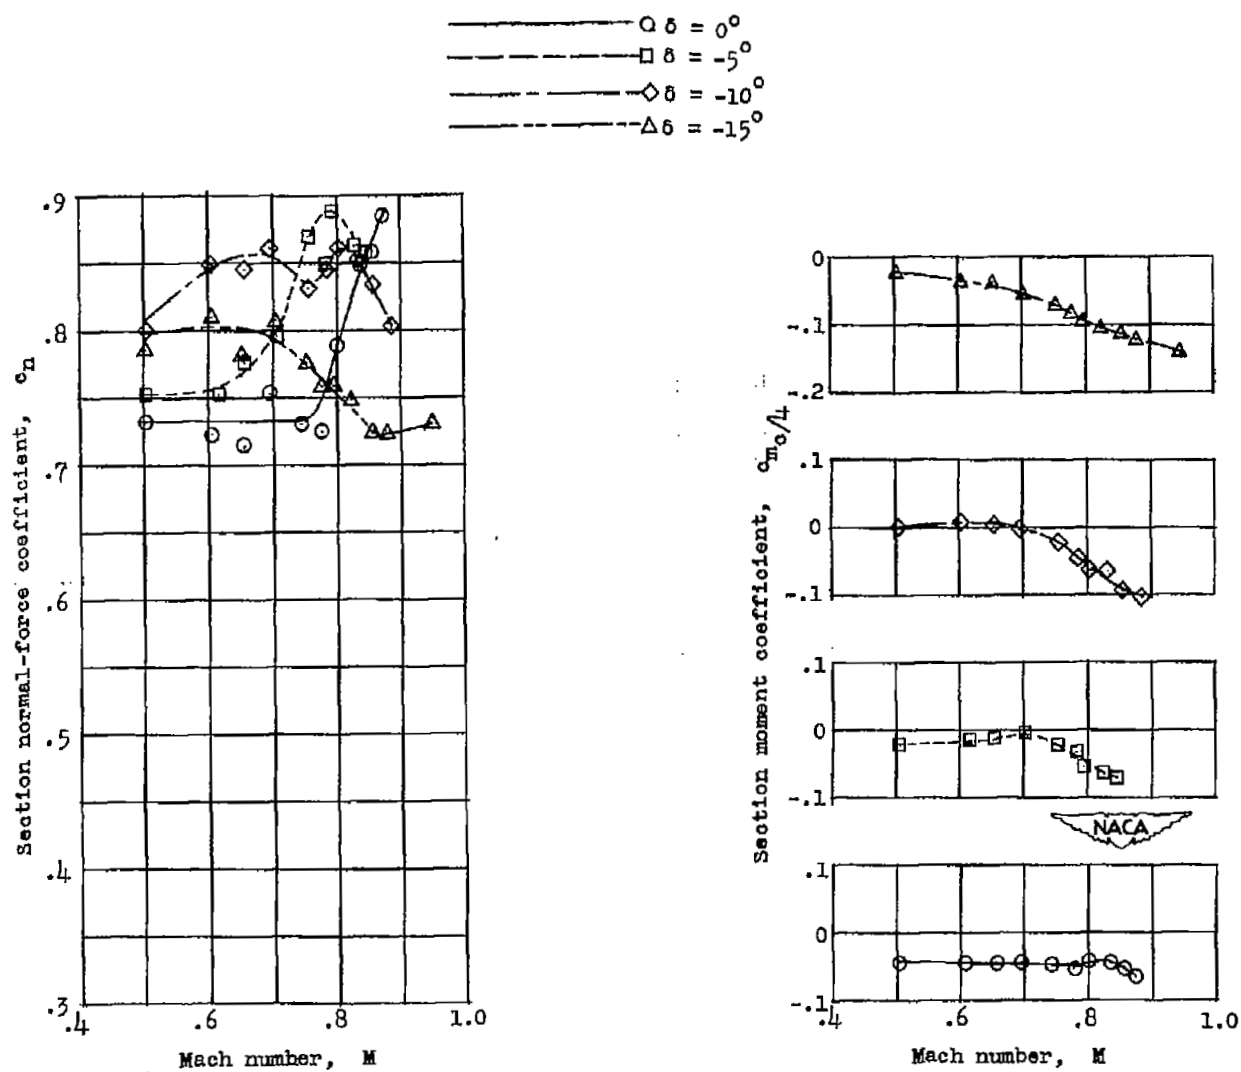 δ = 0°
δ = -5°
δ = -10°
δ = -15°
.9
.8
.7
.6
.5
.4
.3
.4 .6 .8 1.0
Section normal-force coefficient, cn
Mach number, M
0
-.1
-.2
.1
0
-.1
.1
0
-.1
NACA
.1
0
-.1
.4 .6 .8 1.0
Section moment coefficient, cmc/4
Mach number, M